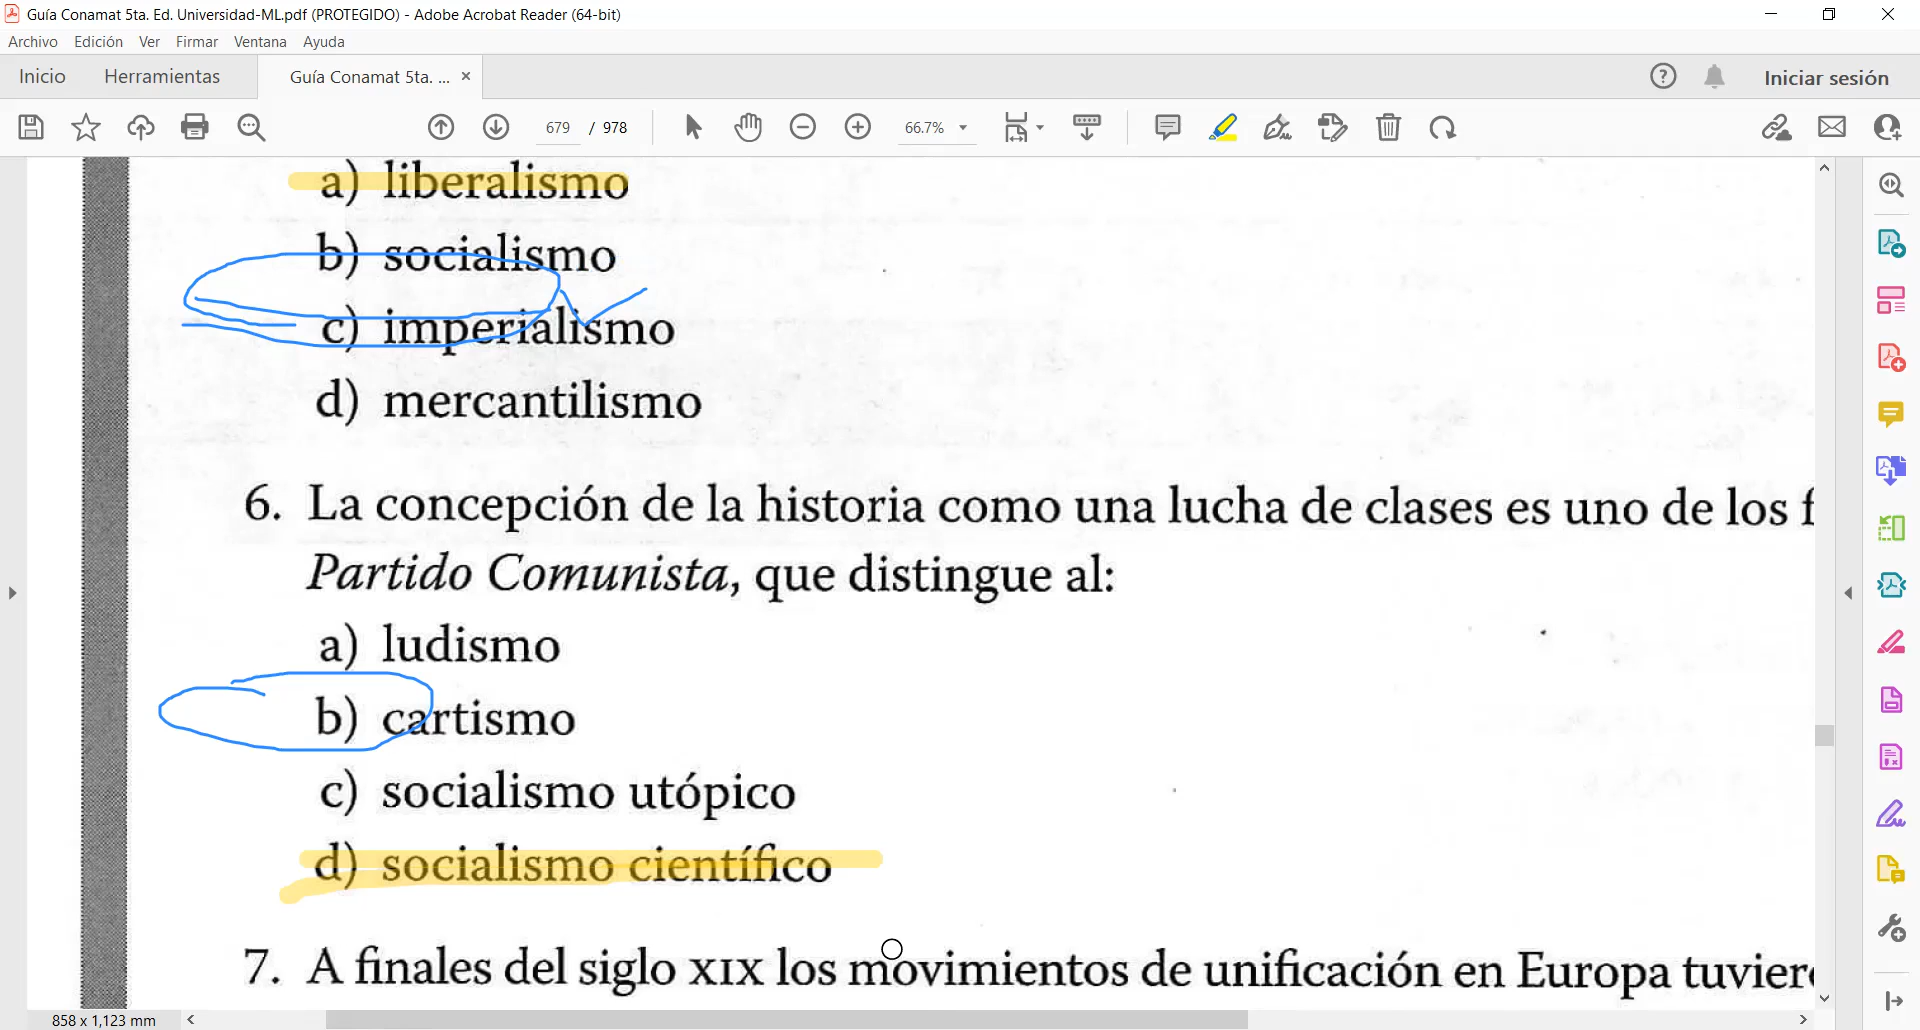 Guía Conamat 5ta. Ed. Universidad-ML.pdf (PROTEGIDO) - Adobe Acrobat Reader (64-bit)
Archivo Edición Ver Firmar Ventana Ayuda
Inicio Herramientas Guía Conamat 5ta. ... × Iniciar sesión
679 / 978 66.7%
a) liberalismo
b) socialismo
c) imperialismo
d) mercantilismo
6. La concepción de la historia como una lucha de clases es uno de los f
Partido Comunista, que distingue al:
a) ludismo
b) cartismo
c) socialismo utópico
d) socialismo científico
7. A finales del siglo XIX los movimientos de unificación en Europa tuviero
858 x 1,123 mm